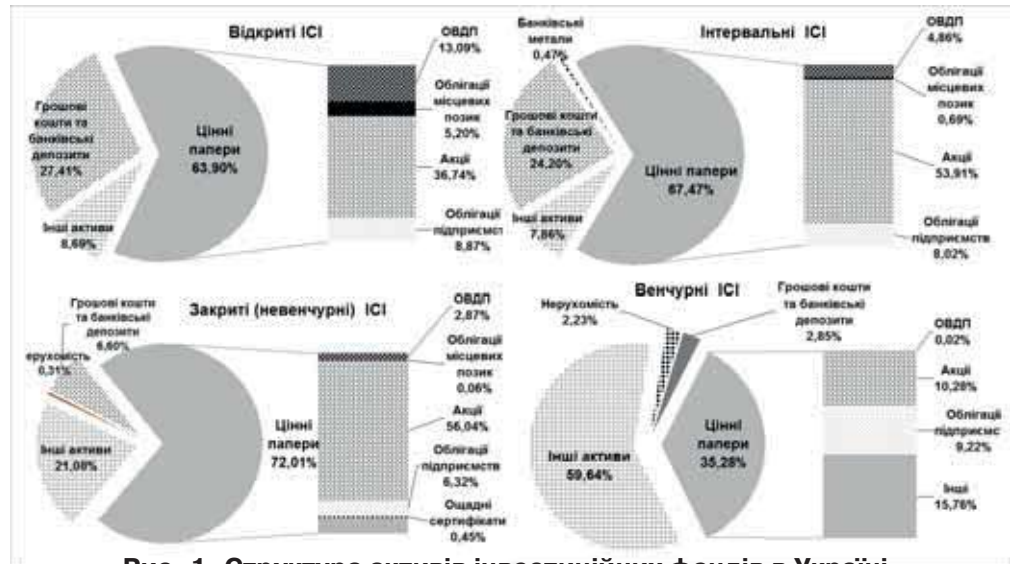 Відкриті ІСІ
ОВДП
13,09%
Облігації
місцевих
позик
5,20%
Акції
36,74%
Облігації
підприємст
8,87%
Цінні
папери
63,90%
Грошові
кошти та
банківські
депозити
27,41%
Інші активи
8,69%
Інтервальні ІСІ
Банківські
метали
0,47%
Грошові кошти
та банківські
депозити
24,20%
Інші активи
7,86%
Цінні папери
67,47%
ОВДП
4,86%
Облігації
місцевих
позик
0,69%
Акції
53,91%
Облігації
підприємств
8,02%
Закриті (невенчурні) ІСІ
Грошові кошти
та банківські
депозити
6,60%
ерухомість
0,31%
Інші активи
21,08%
Цінні
папери
72,01%
ОВДП
2,87%
Облігації
місцевих
позик
0,06%
Акції
56,04%
Облігації
підприємств
6,32%
Ощадні
сертифікати
0,45%
Венчурні ІСІ
Нерухомість
2,23%
Грошові кошти
та банківські
депозити
2,85%
Інші активи
59,64%
Цінні
папери
35,28%
ОВДП
0,02%
Акції
10,28%
Облігації
підприємс
9,22%
Інші
15,76%
Рис. 1. Структура активів інвестиційних фондів в Україні